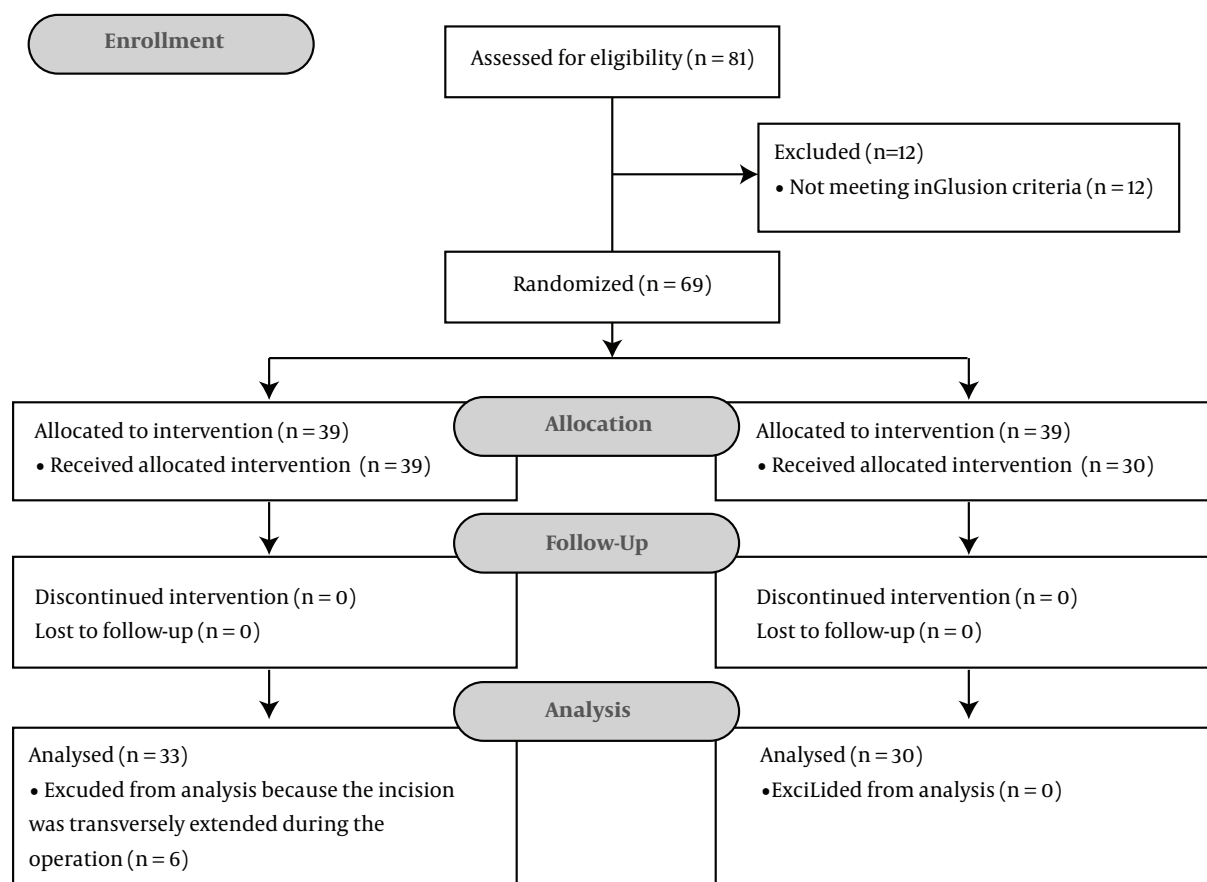 Enrollment
Assessed for eligibility (n = 81)
Excluded (n=12)
• Not meeting inGlusion criteria (n = 12)
Randomized (n = 69)
Allocation
Allocated to intervention (n = 39)
• Received allocated intervention (n = 39)
Allocated to intervention (n = 39)
• Received allocated intervention (n = 30)
Follow-Up
Discontinued intervention (n = 0)
Lost to follow-up (n = 0)
Discontinued intervention (n = 0)
Lost to follow-up (n = 0)
Analysis
Analysed (n = 33)
• Excuded from analysis because the incision
was transversely extended during the
operation (n = 6)
Analysed (n = 30)
•ExciLided from analysis (n = 0)